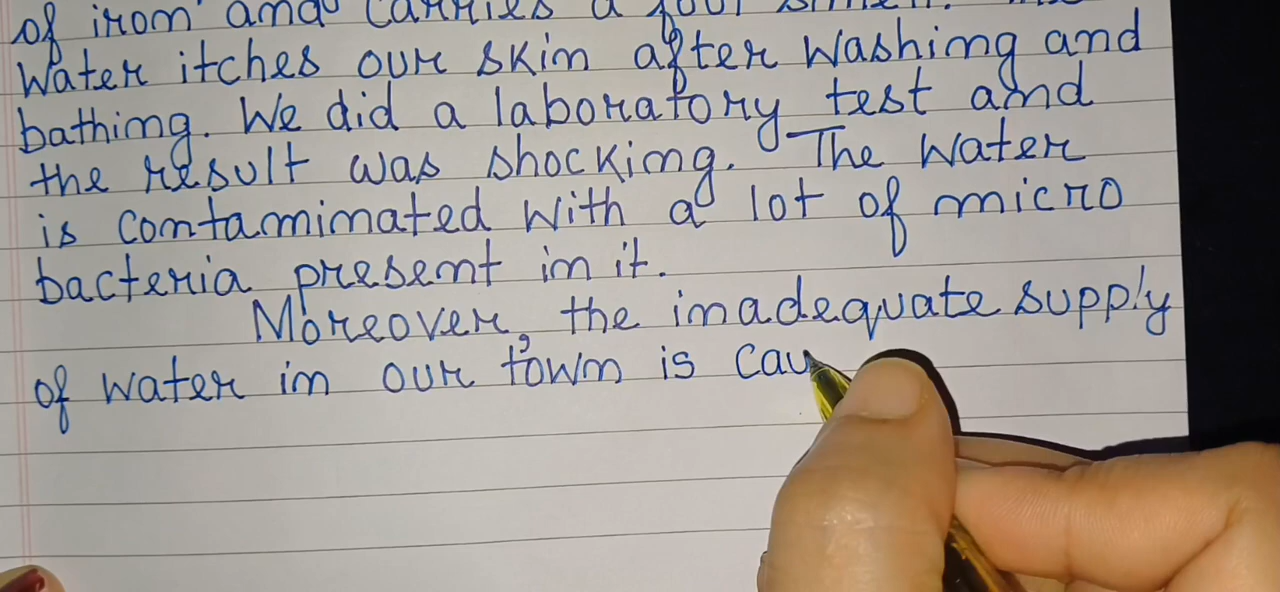 of iron and carries a foul smell.
water itches our skin after washing and
bathing. We did a laboratory test and
the result was shocking. The water
is contaminated with a lot of micro
bacteria present in it.
Moreover, the inadequate supply
of water in our town is cau